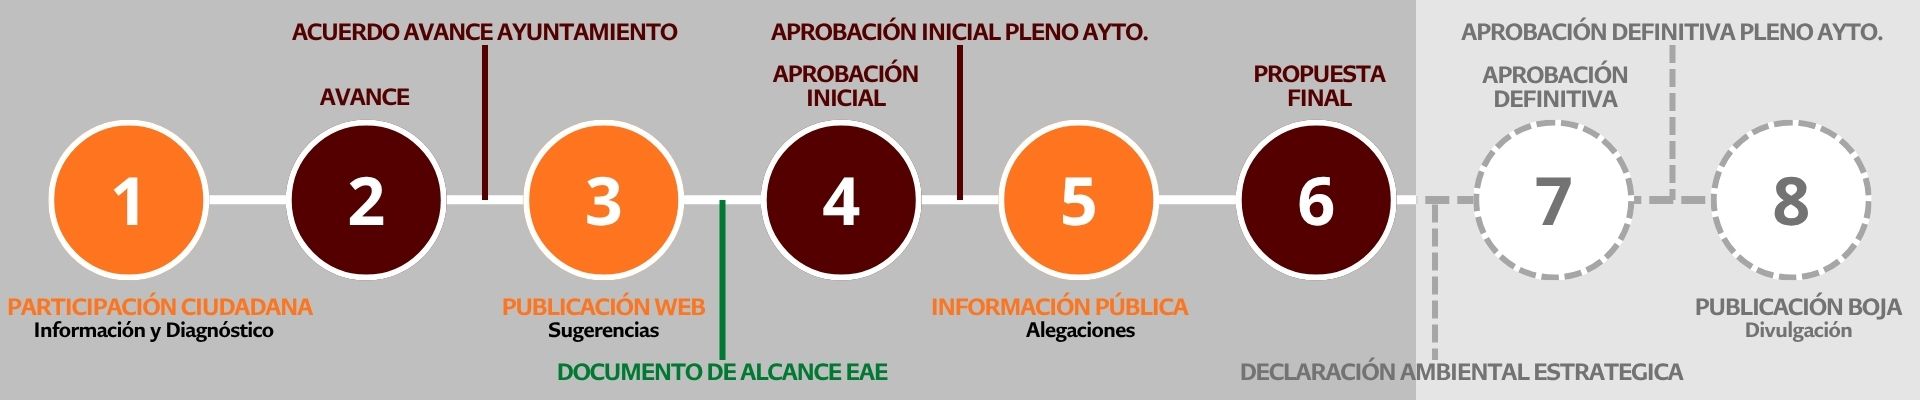 ACUERDO AVANCE AYUNTAMIENTO
APROBACIÓN INICIAL PLENO AYTO.
APROBACIÓN DEFINITIVA PLENO AYTO.
AVANCE
APROBACIÓN
INICIAL
PROPUESTA
FINAL
APROBACIÓN
DEFINITIVA
1
2
3
4
5
6
7
8
PARTICIPACIÓN CIUDADANA
Información y Diagnóstico
PUBLICACIÓN WEB
Sugerencias
INFORMACIÓN PÚBLICA
Alegaciones
PUBLICACIÓN BOJA
Divulgación
DOCUMENTO DE ALCANCE EAE
DECLARACIÓN AMBIENTAL ESTRATEGICA